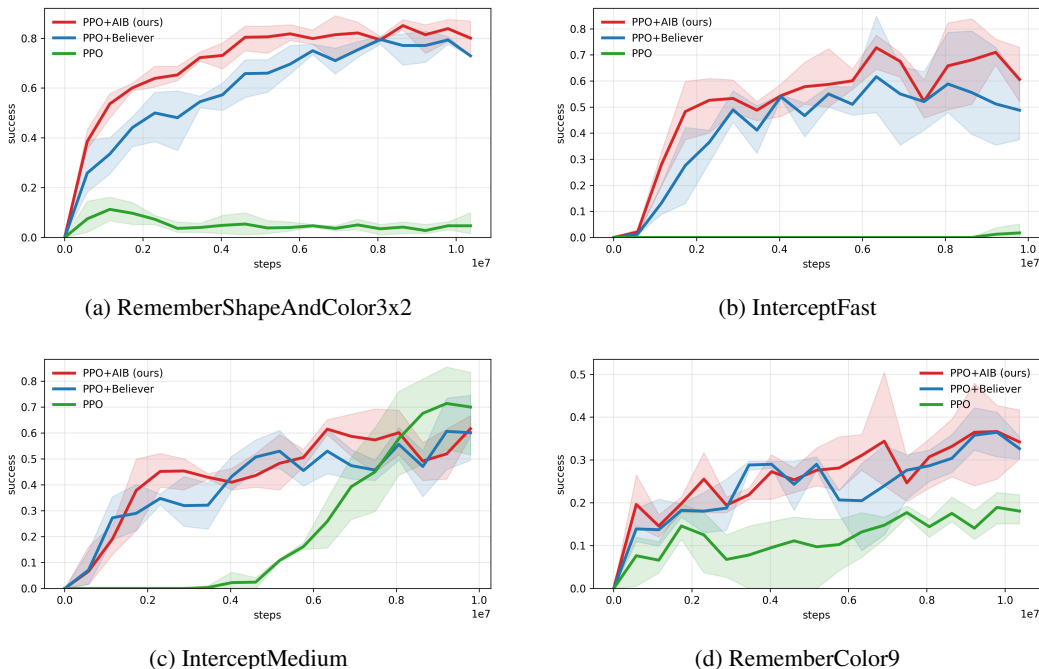 PPO+AIB (ours)
PPO+Believer
PPO
success
0.8
0.6
0.4
0.2
0.0
0.0 0.2 0.4 0.6 0.8 1.0
steps
1e7
(a) RememberShapeAndColor3x2
PPO+AIB (ours)
PPO+Believer
PPO
success
0.8
0.7
0.6
0.5
0.4
0.3
0.2
0.1
0.0
0.0 0.2 0.4 0.6 0.8 1.0
steps
1e7
(b) InterceptFast
PPO+AIB (ours)
PPO+Believer
PPO
success
0.8
0.7
0.6
0.5
0.4
0.3
0.2
0.1
0.0
0.0 0.2 0.4 0.6 0.8 1.0
steps
1e7
(c) InterceptMedium
PPO+AIB (ours)
PPO+Believer
PPO
success
0.5
0.4
0.3
0.2
0.1
0.0
0.0 0.2 0.4 0.6 0.8 1.0
steps
1e7
(d) RememberColor9